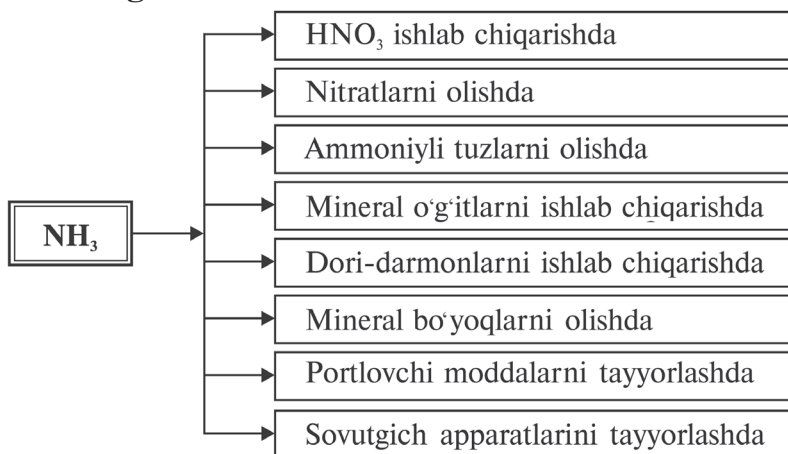 HNO₃ ishlab chiqarishda
Nitratlarni olishda
Ammoniyli tuzlarni olishda
Mineral o‘g‘itlarni ishlab chiqarishda
NH₃
Dori-darmonlarni ishlab chiqarishda
Mineral bo‘yoqlarni olishda
Portlovchi moddalarni tayyorlashda
Sovutgich apparatlarini tayyorlashda